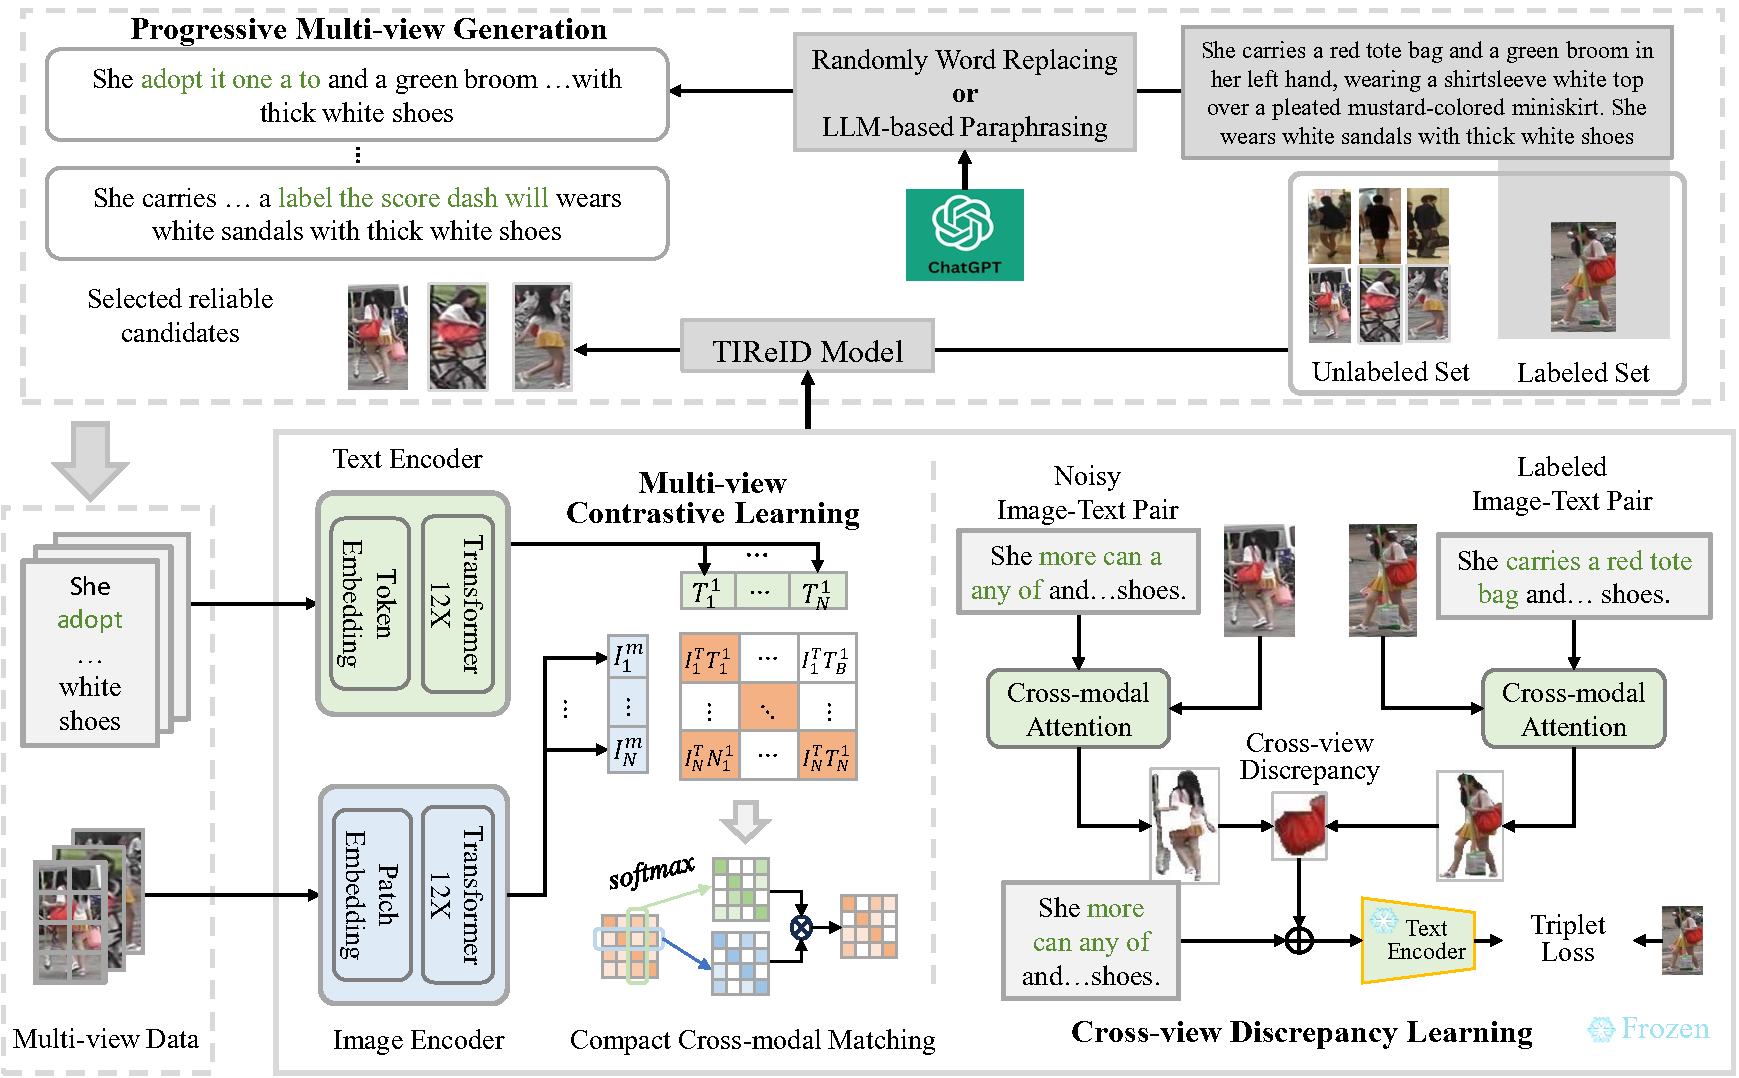 Progressive Multi-view Generation
She adopt it one a to and a green broom …with
thick white shoes
⋮
She carries … a label the score dash will wears
white sandals with thick white shoes
Randomly Word Replacing
or
LLM-based Paraphrasing
ChatGPT
She carries a red tote bag and a green broom in
her left hand, wearing a shirtsleeve white top
over a pleated mustard-colored miniskirt. She
wears white sandals with thick white shoes
Selected reliable
candidates
TIReID Model
Unlabeled Set
Labeled Set
She
adopt
…
white
shoes
Multi-view Data
Text Encoder
Token
Embedding
Transformer
12X
Patch
Embedding
Transformer
12X
Image Encoder
Multi-view
Contrastive Learning
…
T_1^1 … T_N^1
I_1^m
⋮ ⋮
I_N^m
I_1^T T_1^1 … I_1^T T_B^1
⋮ ⋱ ⋮
I_N^T N_1^1 … I_N^T T_N^1
softmax
Compact Cross-modal Matching
Noisy
Image-Text Pair
She more can a
any of and…shoes.
Labeled
Image-Text Pair
She carries a red tote
bag and… shoes.
Cross-modal
Attention
Cross-modal
Attention
Cross-view
Discrepancy
She more
can any of
and…shoes.
Text
Encoder
Triplet
Loss
Cross-view Discrepancy Learning
Frozen